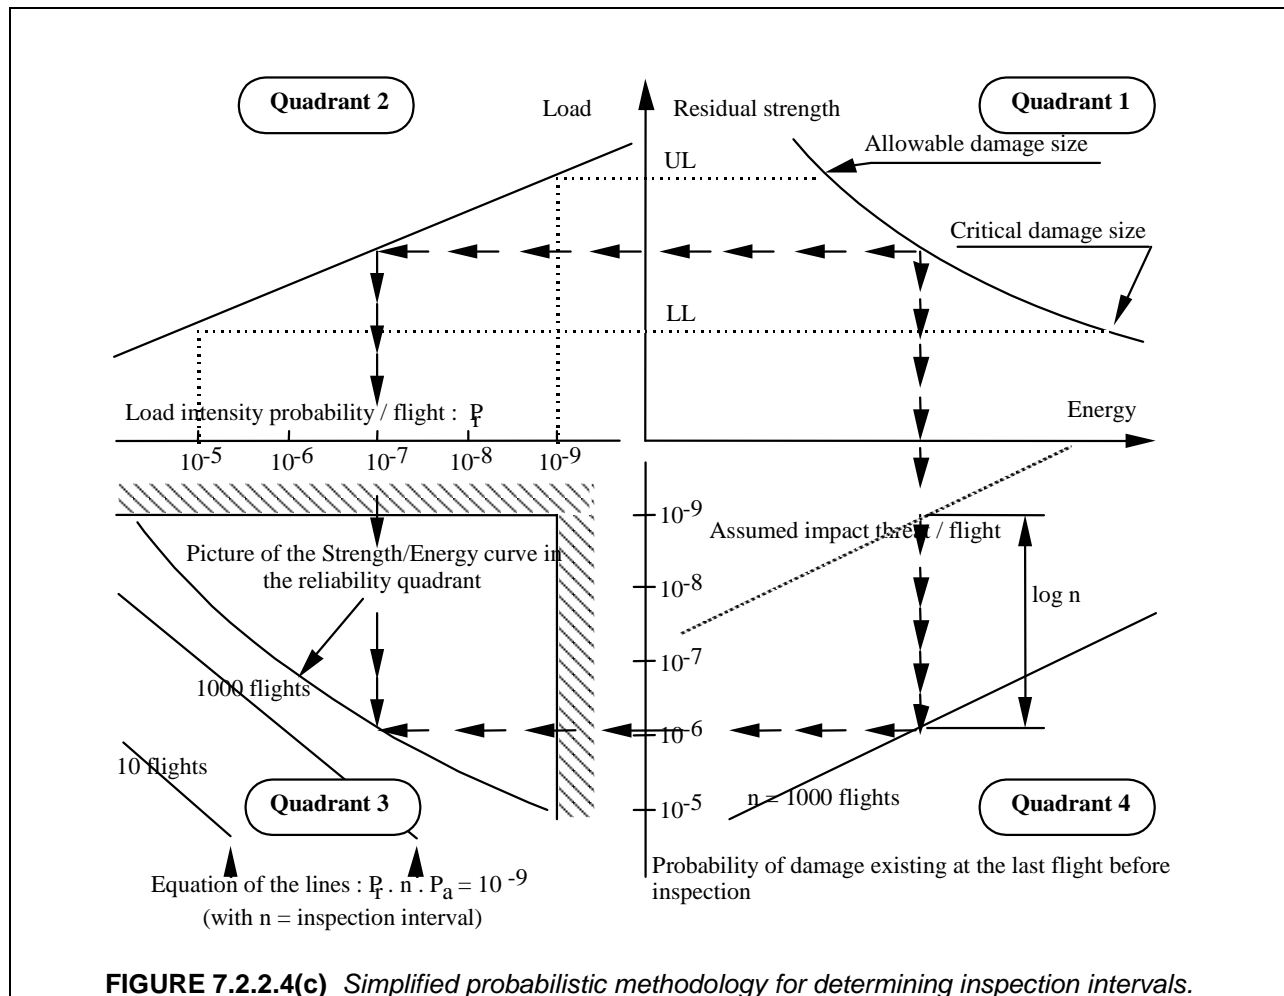 Quadrant 2
Load
Residual strength
Quadrant 1
Allowable damage size
UL
Critical damage size
LL
Load intensity probability / flight : Pr
Energy
10-5
10-6
10-7
10-8
10-9
10-9
Assumed impact threat / flight
Picture of the Strength/Energy curve in
the reliability quadrant
10-8
log n
10-7
1000 flights
10-6
10 flights
Quadrant 3
10-5
n = 1000 flights
Quadrant 4
Probability of damage existing at the last flight before
inspection
Equation of the lines : Pr . n . Pa = 10 -9
(with n = inspection interval)
FIGURE 7.2.2.4(c) Simplified probabilistic methodology for determining inspection intervals.